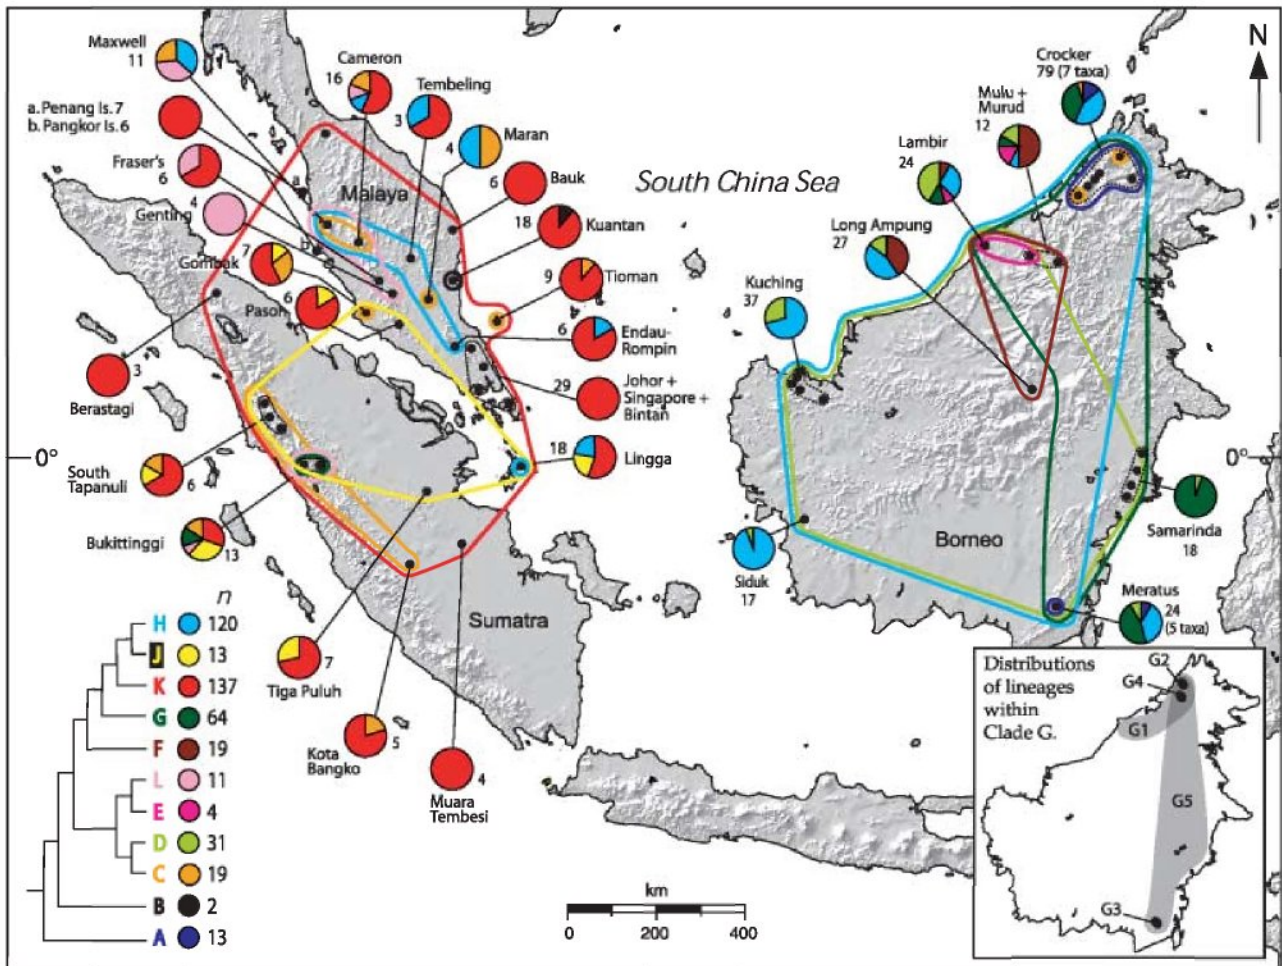 Maxwell
11
Cameron
16
Tembeling
3
Maran
4
a. Penang Is. 7
b. Pangkor Is. 6
Fraser's
6
4
Genting
7
Gombak
6
Pasoh
a
b
Malaya
Bauk
6
Kuantan
18
Tioman
9
Endau-
Rompin
6
Johor +
Singapore +
Bintan
29
Lingga
18
Berastagi
3
0°
South
Tapanuli
6
Bukittinggi
13
Tiga Puluh
7
Kota
Bangko
5
Muara
Tembesi
4
Sumatra
South China Sea
N
Crocker
79 (7 taxa)
Mulu +
Murud
12
Lambir
24
Long Ampung
27
Kuching
37
Siduk
17
Borneo
0°
Samarinda
18
Meratus
24
(5 taxa)
n
H 120
J 13
K 137
G 64
F 19
L 11
E 4
D 31
C 19
B 2
A 13
km
0 200 400
Distributions
of lineages
within
Clade G.
G2
G4
G1
G5
G3